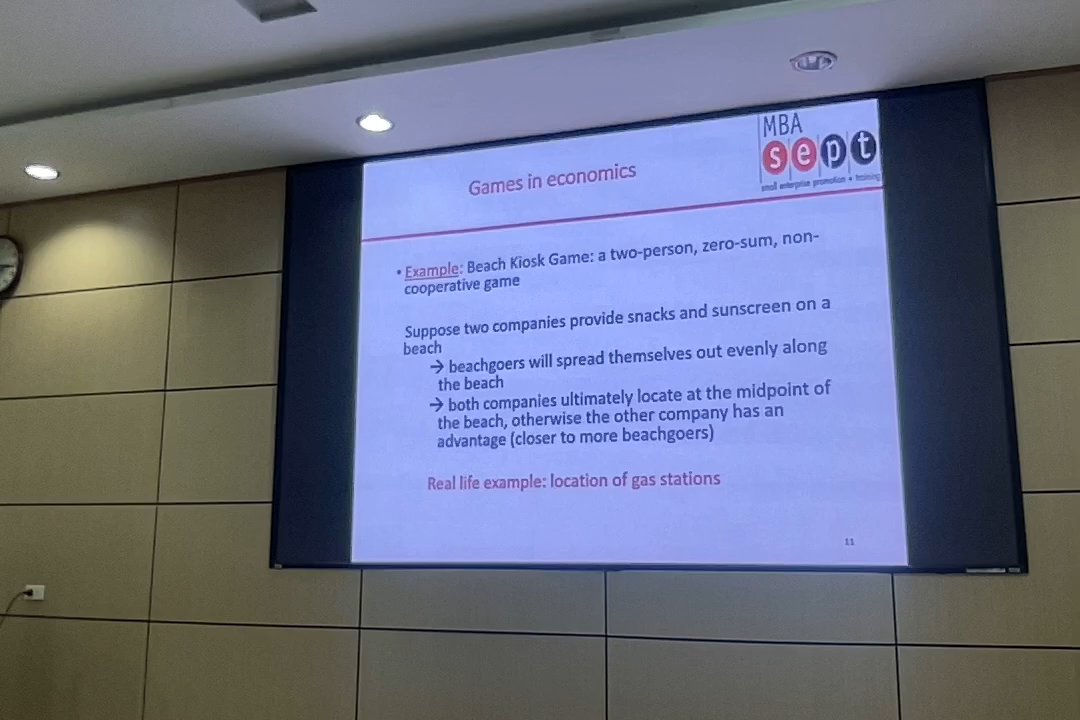 MBA
sept
small enterprise promotion + training
Games in economics
• Example: Beach Kiosk Game: a two-person, zero-sum, non-
cooperative game
Suppose two companies provide snacks and sunscreen on a
beach
→ beachgoers will spread themselves out evenly along
the beach
→ both companies ultimately locate at the midpoint of
the beach, otherwise the other company has an
advantage (closer to more beachgoers)
Real life example: location of gas stations
11